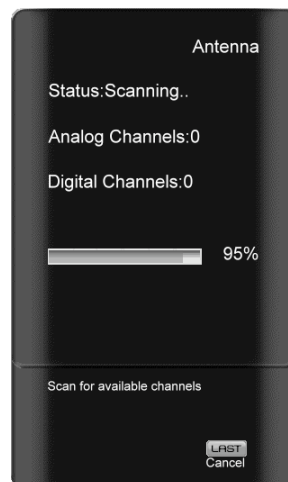 Antenna
Status:Scanning..
Analog Channels:0
Digital Channels:0
95%
Scan for available channels
LAST
Cancel